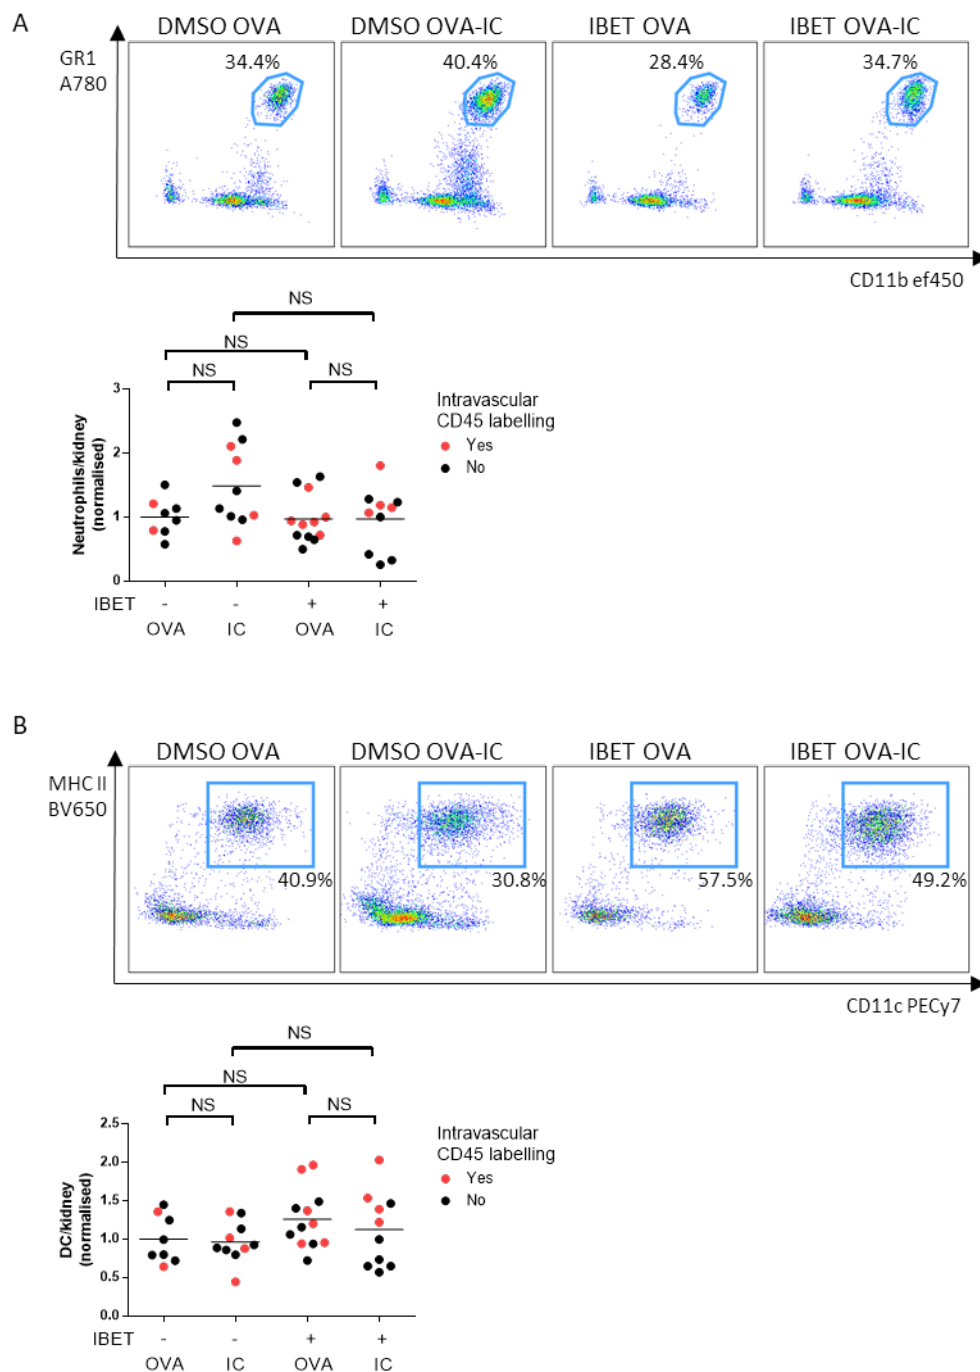 A
DMSO OVA DMSO OVA-IC IBET OVA IBET OVA-IC
GR1
A780
34.4% 40.4% 28.4% 34.7%
CD11b ef450
NS
NS
NS NS
Neutrophils/kidney
(normalised)
3
2
1
0
Intravascular
CD45 labelling
Yes
No
IBET - - + +
OVA IC OVA IC
B
DMSO OVA DMSO OVA-IC IBET OVA IBET OVA-IC
MHC II
BV650
40.9% 30.8% 57.5% 49.2%
CD11c PECy7
NS
NS
NS NS
DC/kidney
(normalised)
2.5
2.0
1.5
1.0
0.5
0.0
Intravascular
CD45 labelling
Yes
No
IBET - - + +
OVA IC OVA IC